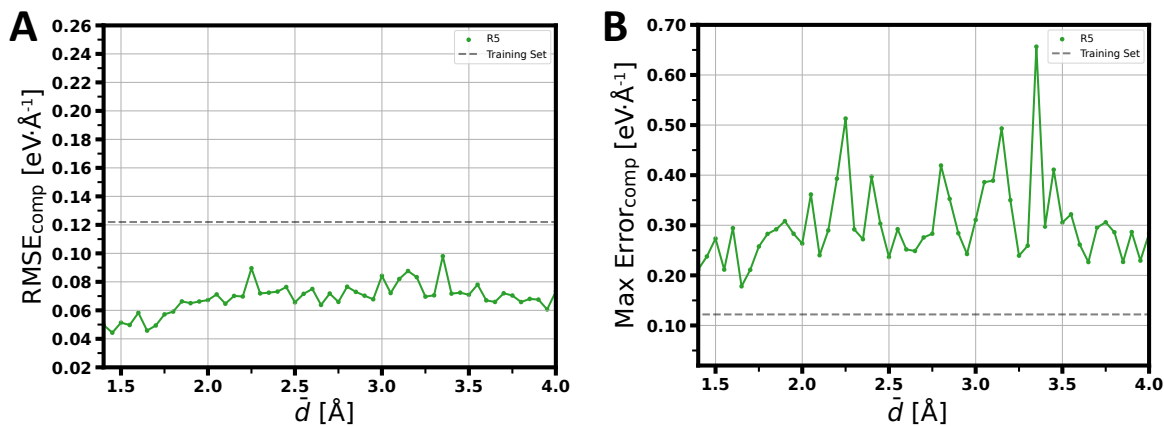 A
RMSEcomp [eV·Å⁻¹]
0.26
0.24
0.22
0.20
0.18
0.16
0.14
0.12
0.10
0.08
0.06
0.04
0.02
R5
Training Set
1.5 2.0 2.5 3.0 3.5 4.0
d̄ [Å]
B
Max Errorcomp [eV·Å⁻¹]
0.70
0.60
0.50
0.40
0.30
0.20
0.10
R5
Training Set
1.5 2.0 2.5 3.0 3.5 4.0
d̄ [Å]